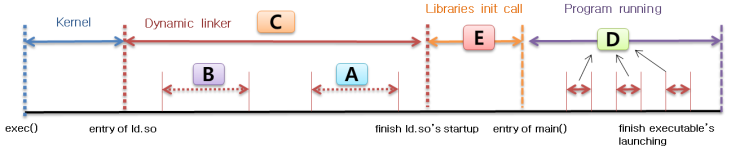 Libraries init call
Program running
Kernel
Dynamic linker
C
E
D
B
A
exec()
entry of ld.so
finish ld.so's startup
entry of main()
finish executable's
launching